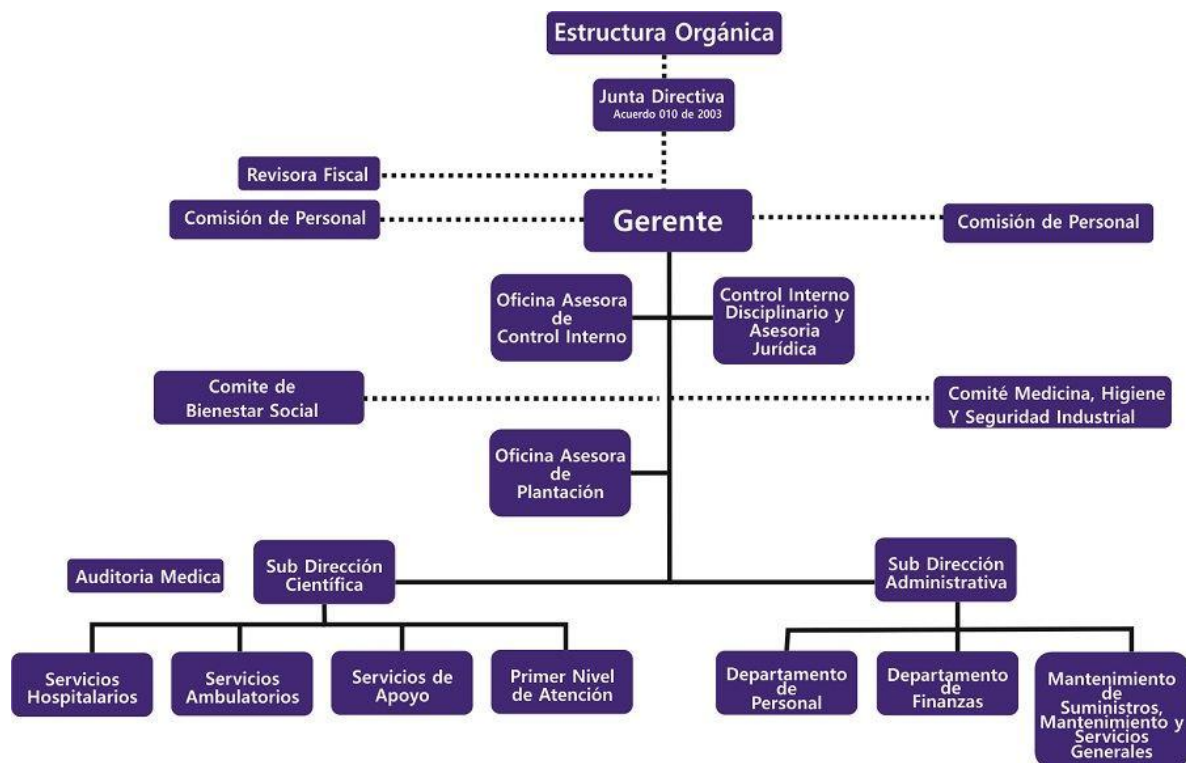 Estructura Orgánica
Junta Directiva
Acuerdo 010 de 2003
Revisora Fiscal
Comisión de Personal
Gerente
Comisión de Personal
Oficina Asesora
de
Control Interno
Control Interno
Disciplinario y
Asesoria
Jurídica
Comite de
Bienestar Social
Comité Medicina, Higiene
Y Seguridad Industrial
Oficina Asesora
de
Plantación
Auditoria Medica
Sub Dirección
Científica
Sub Dirección
Administrativa
Servicios
Hospitalarios
Servicios
Ambulatorios
Servicios de
Apoyo
Primer Nivel
de Atención
Departamento
de
Personal
Departamento
de
Finanzas
Mantenimiento
de
Suministros,
Mantenimiento y
Servicios
Generales